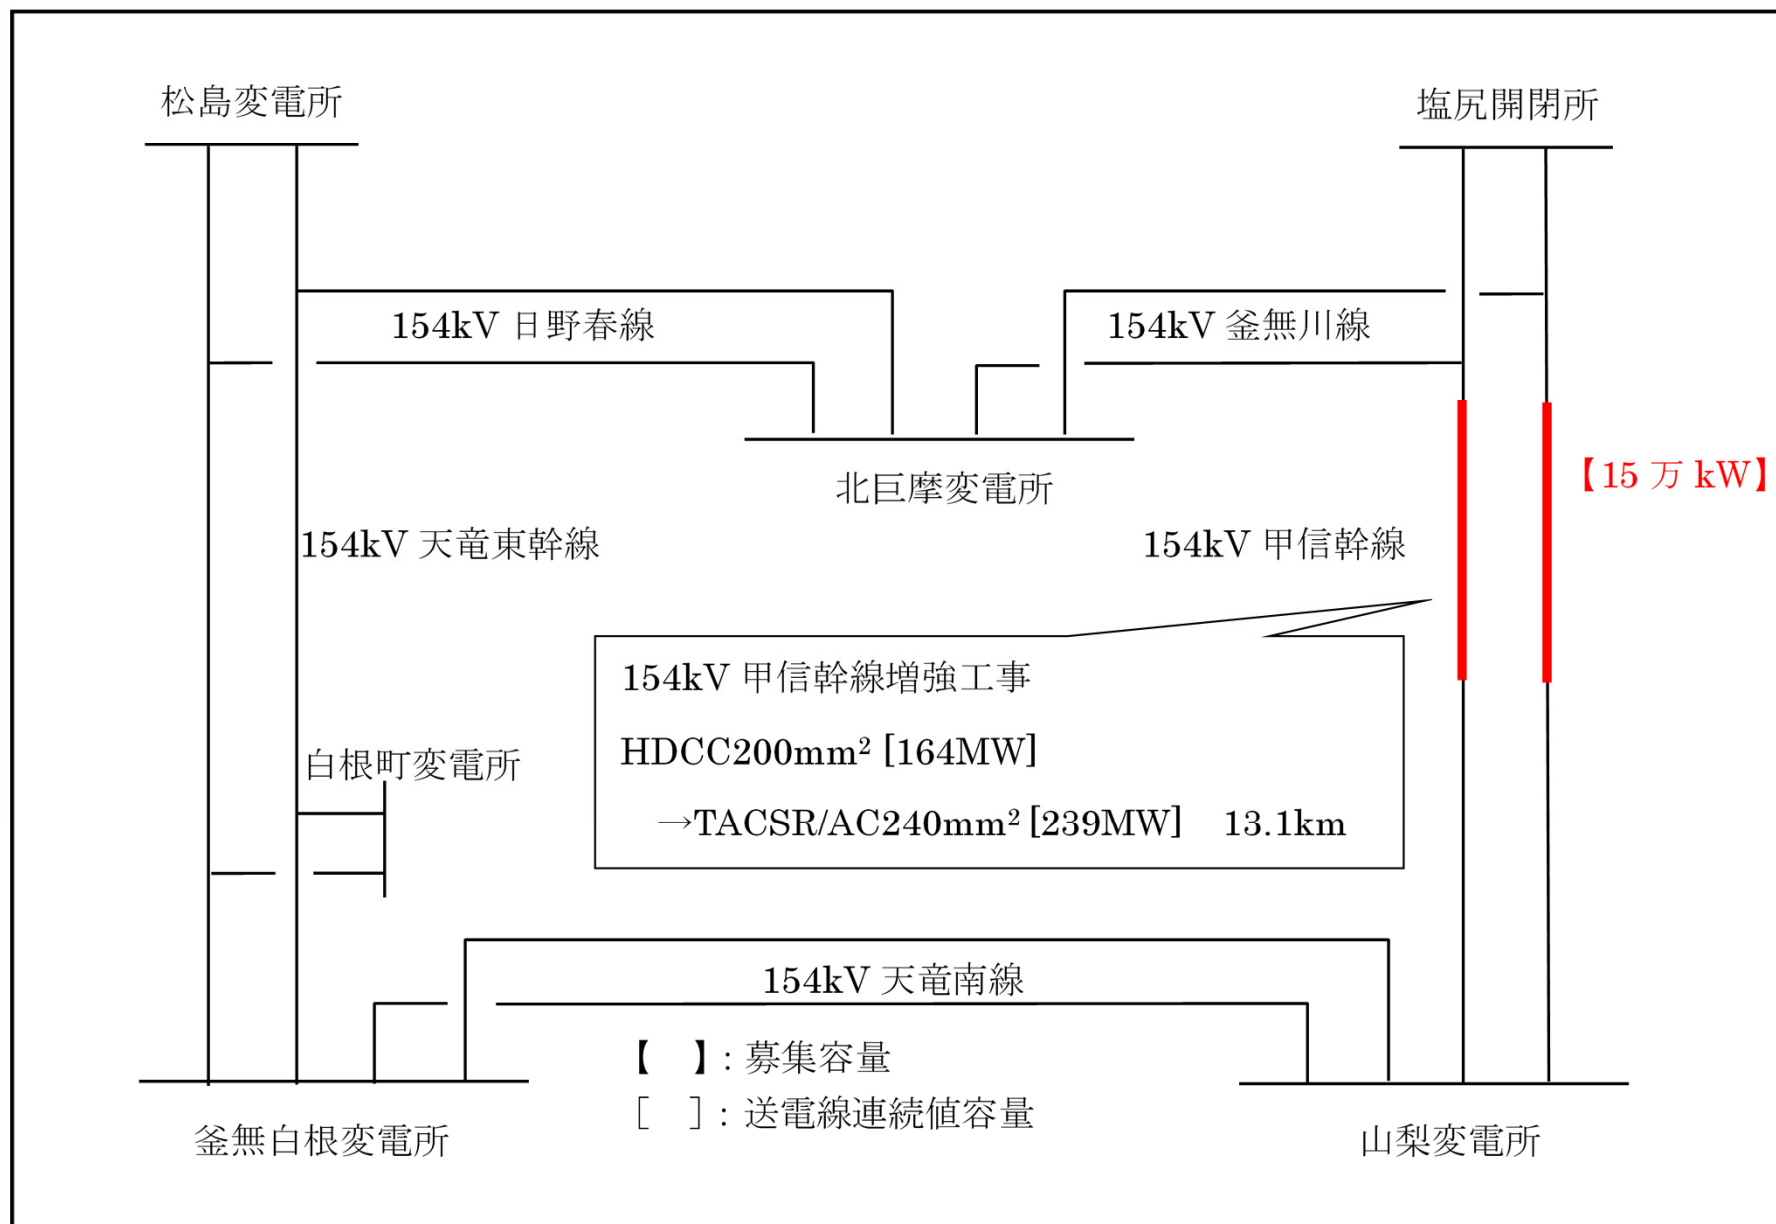 松島変電所
塩尻開閉所
154kV 日野春線
154kV 釜無川線
北巨摩変電所
【15 万 kW】
154kV 天竜東幹線
154kV 甲信幹線
154kV 甲信幹線増強工事
HDCC200mm² [164MW]
→TACSR/AC240mm² [239MW] 13.1km
白根町変電所
154kV 天竜南線
【 】: 募集容量
[ ]: 送電線連続値容量
釜無白根変電所
山梨変電所